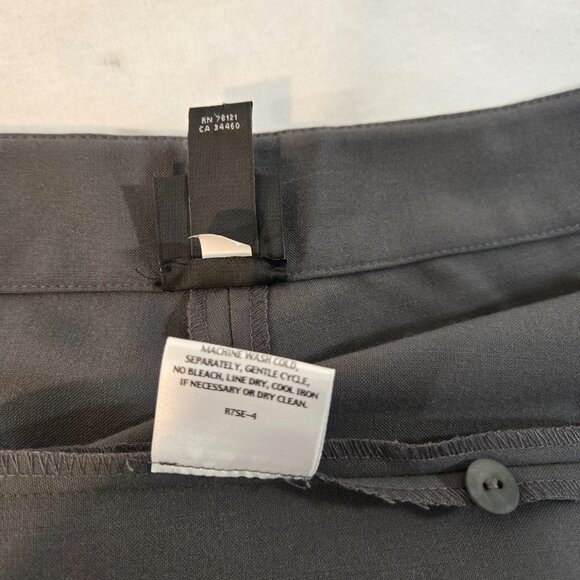 RN 78121
CA 34460
MACHINE WASH COLD,
SEPARATELY, GENTLE CYCLE,
NO BLEACH, LINE DRY, COOL IRON
IF NECESSARY OR DRY CLEAN.
R7SE-4